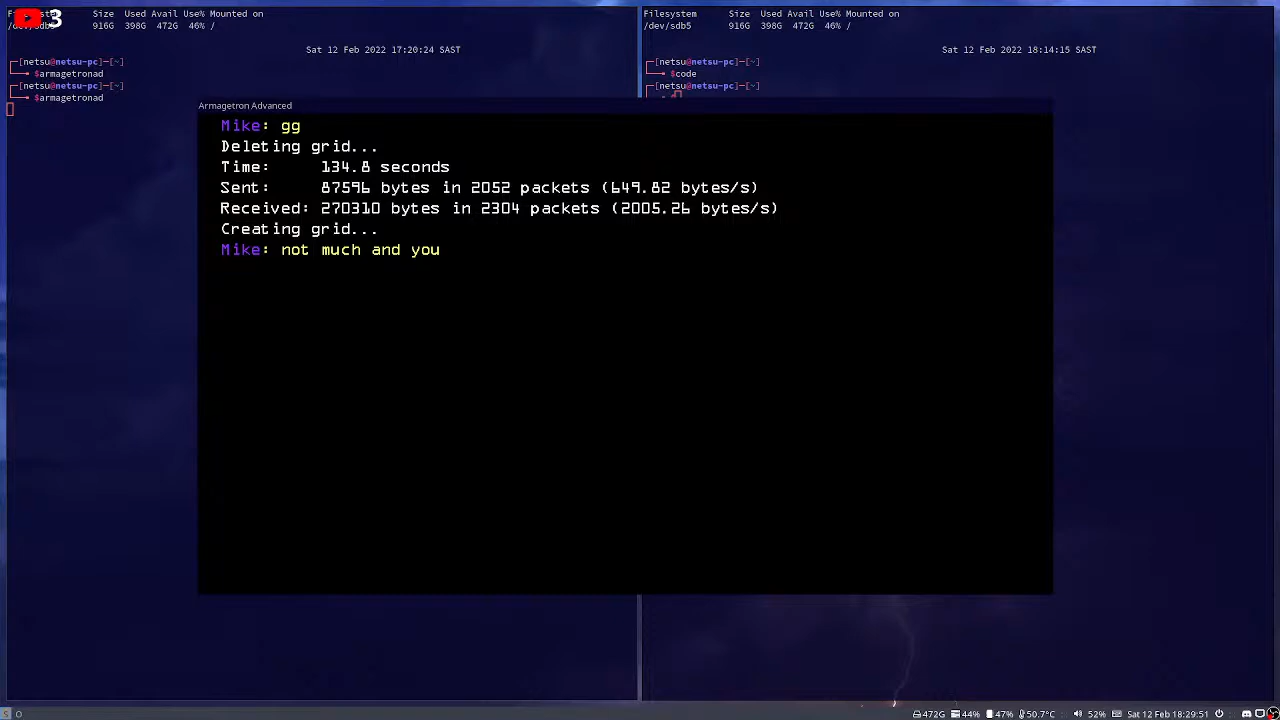 3
Filesystem Size Used Avail Use% Mounted on
/dev/sdb5 916G 398G 472G 46% /
Sat 12 Feb 2022 17:20:24 SAST
[netsu@netsu-pc]-[~]
$armagetronad
[netsu@netsu-pc]-[~]
$armagetronad
Filesystem Size Used Avail Use% Mounted on
/dev/sdb5 916G 398G 472G 46% /
Sat 12 Feb 2022 18:14:15 SAST
[netsu@netsu-pc]-[~]
$code
[netsu@netsu-pc]-[~]
Armagetron Advanced
Mike: gg
Deleting grid...
Time: 134.8 seconds
Sent: 87596 bytes in 2052 packets (649.82 bytes/s)
Received: 270310 bytes in 2304 packets (2005.26 bytes/s)
Creating grid...
Mike: not much and you
472G 44% 47% 50.7°C 52% Sat 12 Feb 18:29:51